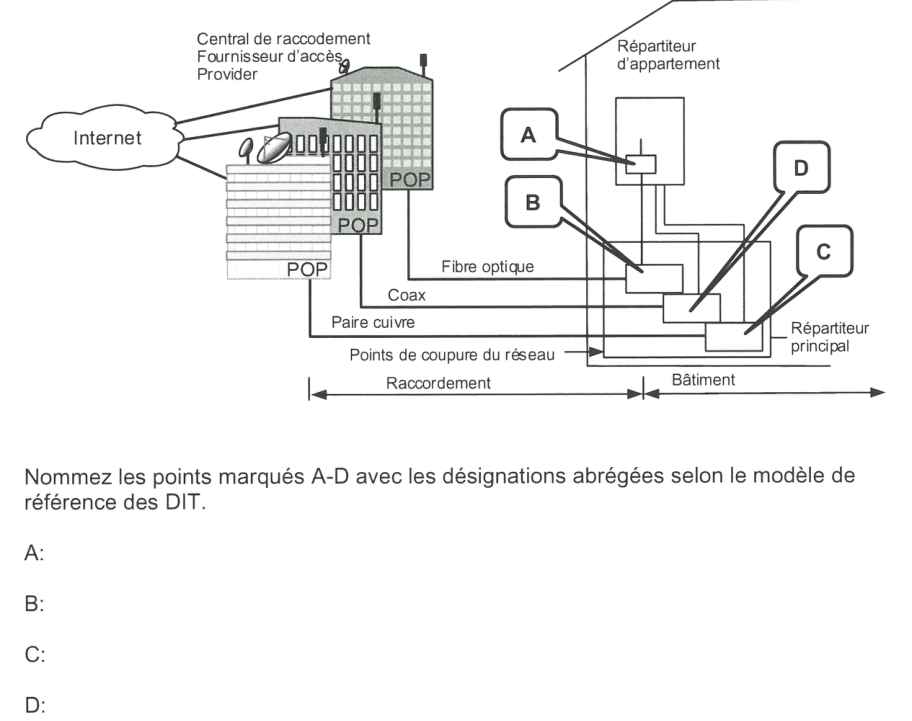 Central de raccodement
Fournisseur d'accès
Provider
Répartiteur
d'appartement
Internet
A
D
B
POP
POP
C
POP
Fibre optique
Coax
Paire cuivre
Répartiteur
principal
Points de coupure du réseau
Raccordement
Bâtiment
Nommez les points marqués A-D avec les désignations abrégées selon le modèle de
référence des DIT.
A:
B:
C:
D: